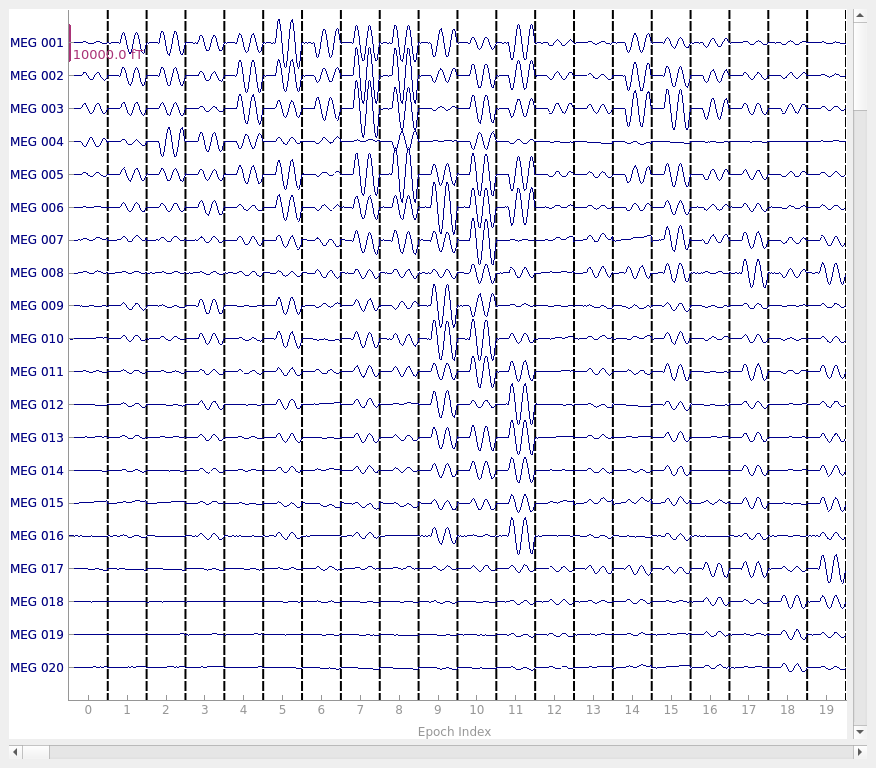 MEG 001
10000.0 fT
MEG 002
MEG 003
MEG 004
MEG 005
MEG 006
MEG 007
MEG 008
MEG 009
MEG 010
MEG 011
MEG 012
MEG 013
MEG 014
MEG 015
MEG 016
MEG 017
MEG 018
MEG 019
MEG 020
0 1 2 3 4 5 6 7 8 9 10 11 12 13 14 15 16 17 18 19
Epoch Index